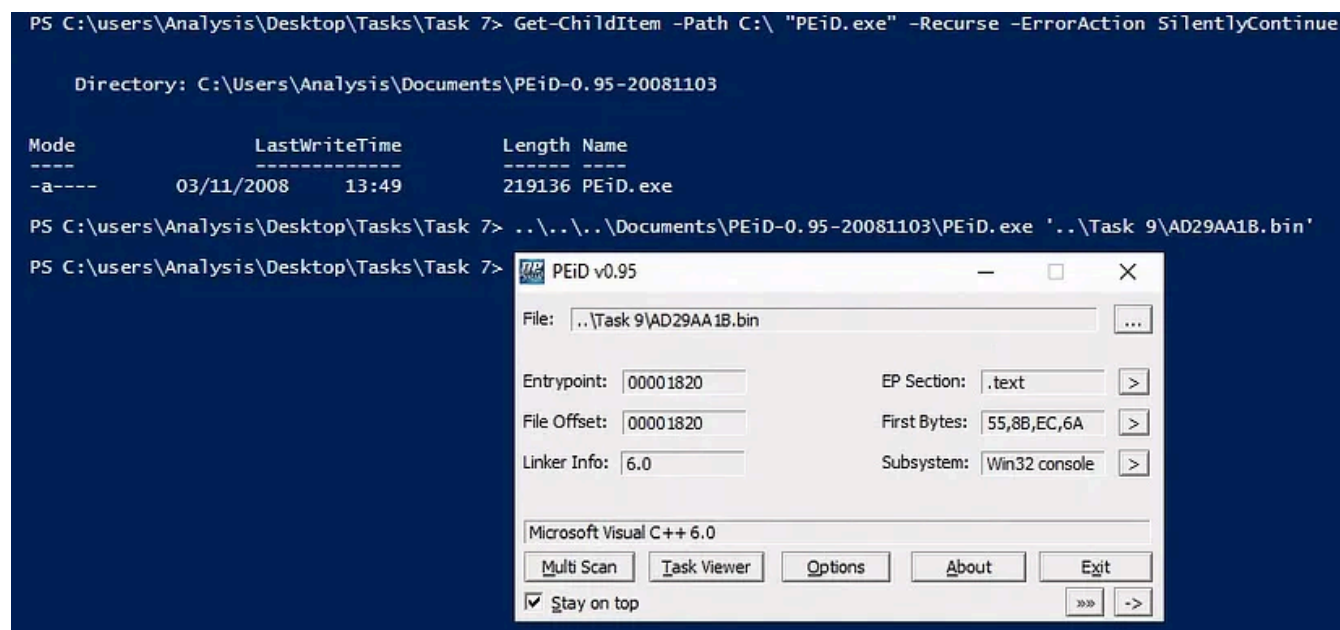 PS C:\users\Analysis\Desktop\Tasks\Task 7> Get-ChildItem -Path C:\ "PEiD.exe" -Recurse -ErrorAction SilentlyContinue
Directory: C:\Users\Analysis\Documents\PEiD-0.95-20081103
Mode LastWriteTime Length Name
---- ------------- ------ ----
-a---- 03/11/2008 13:49 219136 PEiD.exe
PS C:\users\Analysis\Desktop\Tasks\Task 7> ..\..\..\Documents\PEiD-0.95-20081103\PEiD.exe '..\Task 9\AD29AA1B.bin'
PS C:\users\Analysis\Desktop\Tasks\Task 7>
PEiD v0.95
File: ..\Task 9\AD29AA1B.bin ...
Entrypoint: 00001820 EP Section: .text >
File Offset: 00001820 First Bytes: 55,8B,EC,6A >
Linker Info: 6.0 Subsystem: Win32 console >
Microsoft Visual C++ 6.0
Multi Scan Task Viewer Options About Exit
Stay on top »» ->